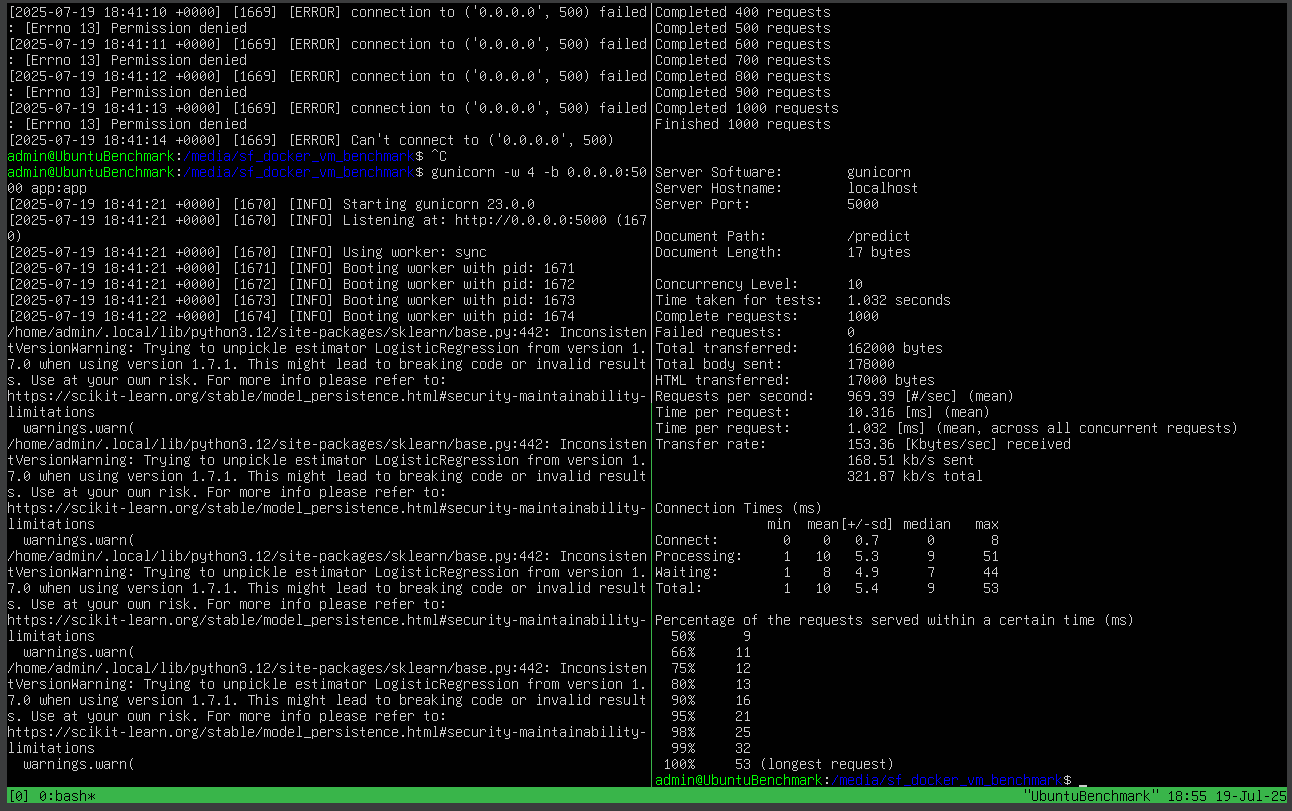 [2025-07-19 18:41:10 +0000] [1669] [ERROR] connection to ('0.0.0.0', 500) failed
: [Errno 13] Permission denied
[2025-07-19 18:41:11 +0000] [1669] [ERROR] connection to ('0.0.0.0', 500) failed
: [Errno 13] Permission denied
[2025-07-19 18:41:12 +0000] [1669] [ERROR] connection to ('0.0.0.0', 500) failed
: [Errno 13] Permission denied
[2025-07-19 18:41:13 +0000] [1669] [ERROR] connection to ('0.0.0.0', 500) failed
: [Errno 13] Permission denied
[2025-07-19 18:41:14 +0000] [1669] [ERROR] Can't connect to ('0.0.0.0', 500)
admin@UbuntuBenchmark:/media/sf_docker_vm_benchmark$ ^C
admin@UbuntuBenchmark:/media/sf_docker_vm_benchmark$ gunicorn -w 4 -b 0.0.0.0:50
00 app:app
[2025-07-19 18:41:21 +0000] [1670] [INFO] Starting gunicorn 23.0.0
[2025-07-19 18:41:21 +0000] [1670] [INFO] Listening at: http://0.0.0.0:5000 (167
0)
[2025-07-19 18:41:21 +0000] [1670] [INFO] Using worker: sync
[2025-07-19 18:41:21 +0000] [1671] [INFO] Booting worker with pid: 1671
[2025-07-19 18:41:21 +0000] [1672] [INFO] Booting worker with pid: 1672
[2025-07-19 18:41:21 +0000] [1673] [INFO] Booting worker with pid: 1673
[2025-07-19 18:41:22 +0000] [1674] [INFO] Booting worker with pid: 1674
/home/admin/.local/lib/python3.12/site-packages/sklearn/base.py:442: Inconsisten
tVersionWarning: Trying to unpickle estimator LogisticRegression from version 1.
7.0 when using version 1.7.1. This might lead to breaking code or invalid result
s. Use at your own risk. For more info please refer to:
https://scikit-learn.org/stable/model_persistence.html#security-maintainability-
limitations
  warnings.warn(
/home/admin/.local/lib/python3.12/site-packages/sklearn/base.py:442: Inconsisten
tVersionWarning: Trying to unpickle estimator LogisticRegression from version 1.
7.0 when using version 1.7.1. This might lead to breaking code or invalid result
s. Use at your own risk. For more info please refer to:
https://scikit-learn.org/stable/model_persistence.html#security-maintainability-
limitations
  warnings.warn(
/home/admin/.local/lib/python3.12/site-packages/sklearn/base.py:442: Inconsisten
tVersionWarning: Trying to unpickle estimator LogisticRegression from version 1.
7.0 when using version 1.7.1. This might lead to breaking code or invalid result
s. Use at your own risk. For more info please refer to:
https://scikit-learn.org/stable/model_persistence.html#security-maintainability-
limitations
  warnings.warn(
/home/admin/.local/lib/python3.12/site-packages/sklearn/base.py:442: Inconsisten
tVersionWarning: Trying to unpickle estimator LogisticRegression from version 1.
7.0 when using version 1.7.1. This might lead to breaking code or invalid result
s. Use at your own risk. For more info please refer to:
https://scikit-learn.org/stable/model_persistence.html#security-maintainability-
limitations
  warnings.warn(
Completed 400 requests
Completed 500 requests
Completed 600 requests
Completed 700 requests
Completed 800 requests
Completed 900 requests
Completed 1000 requests
Finished 1000 requests
Server Software:        gunicorn
Server Hostname:        localhost
Server Port:            5000
Document Path:          /predict
Document Length:        17 bytes
Concurrency Level:      10
Time taken for tests:   1.032 seconds
Complete requests:      1000
Failed requests:        0
Total transferred:      162000 bytes
Total body sent:        178000
HTML transferred:       17000 bytes
Requests per second:    969.39 [#/sec] (mean)
Time per request:       10.316 [ms] (mean)
Time per request:       1.032 [ms] (mean, across all concurrent requests)
Transfer rate:          153.36 [Kbytes/sec] received
                        168.51 kb/s sent
                        321.87 kb/s total
Connection Times (ms)
              min  mean[+/-sd] median   max
Connect:        0    0   0.7      0       8
Processing:     1   10   5.3      9      51
Waiting:        1    8   4.9      7      44
Total:          1   10   5.4      9      53
Percentage of the requests served within a certain time (ms)
  50%      9
  66%     11
  75%     12
  80%     13
  90%     16
  95%     21
  98%     25
  99%     32
 100%     53 (longest request)
admin@UbuntuBenchmark:/media/sf_docker_vm_benchmark$ _
[0] 0:bash* "UbuntuBenchmark" 18:55 19-Jul-25